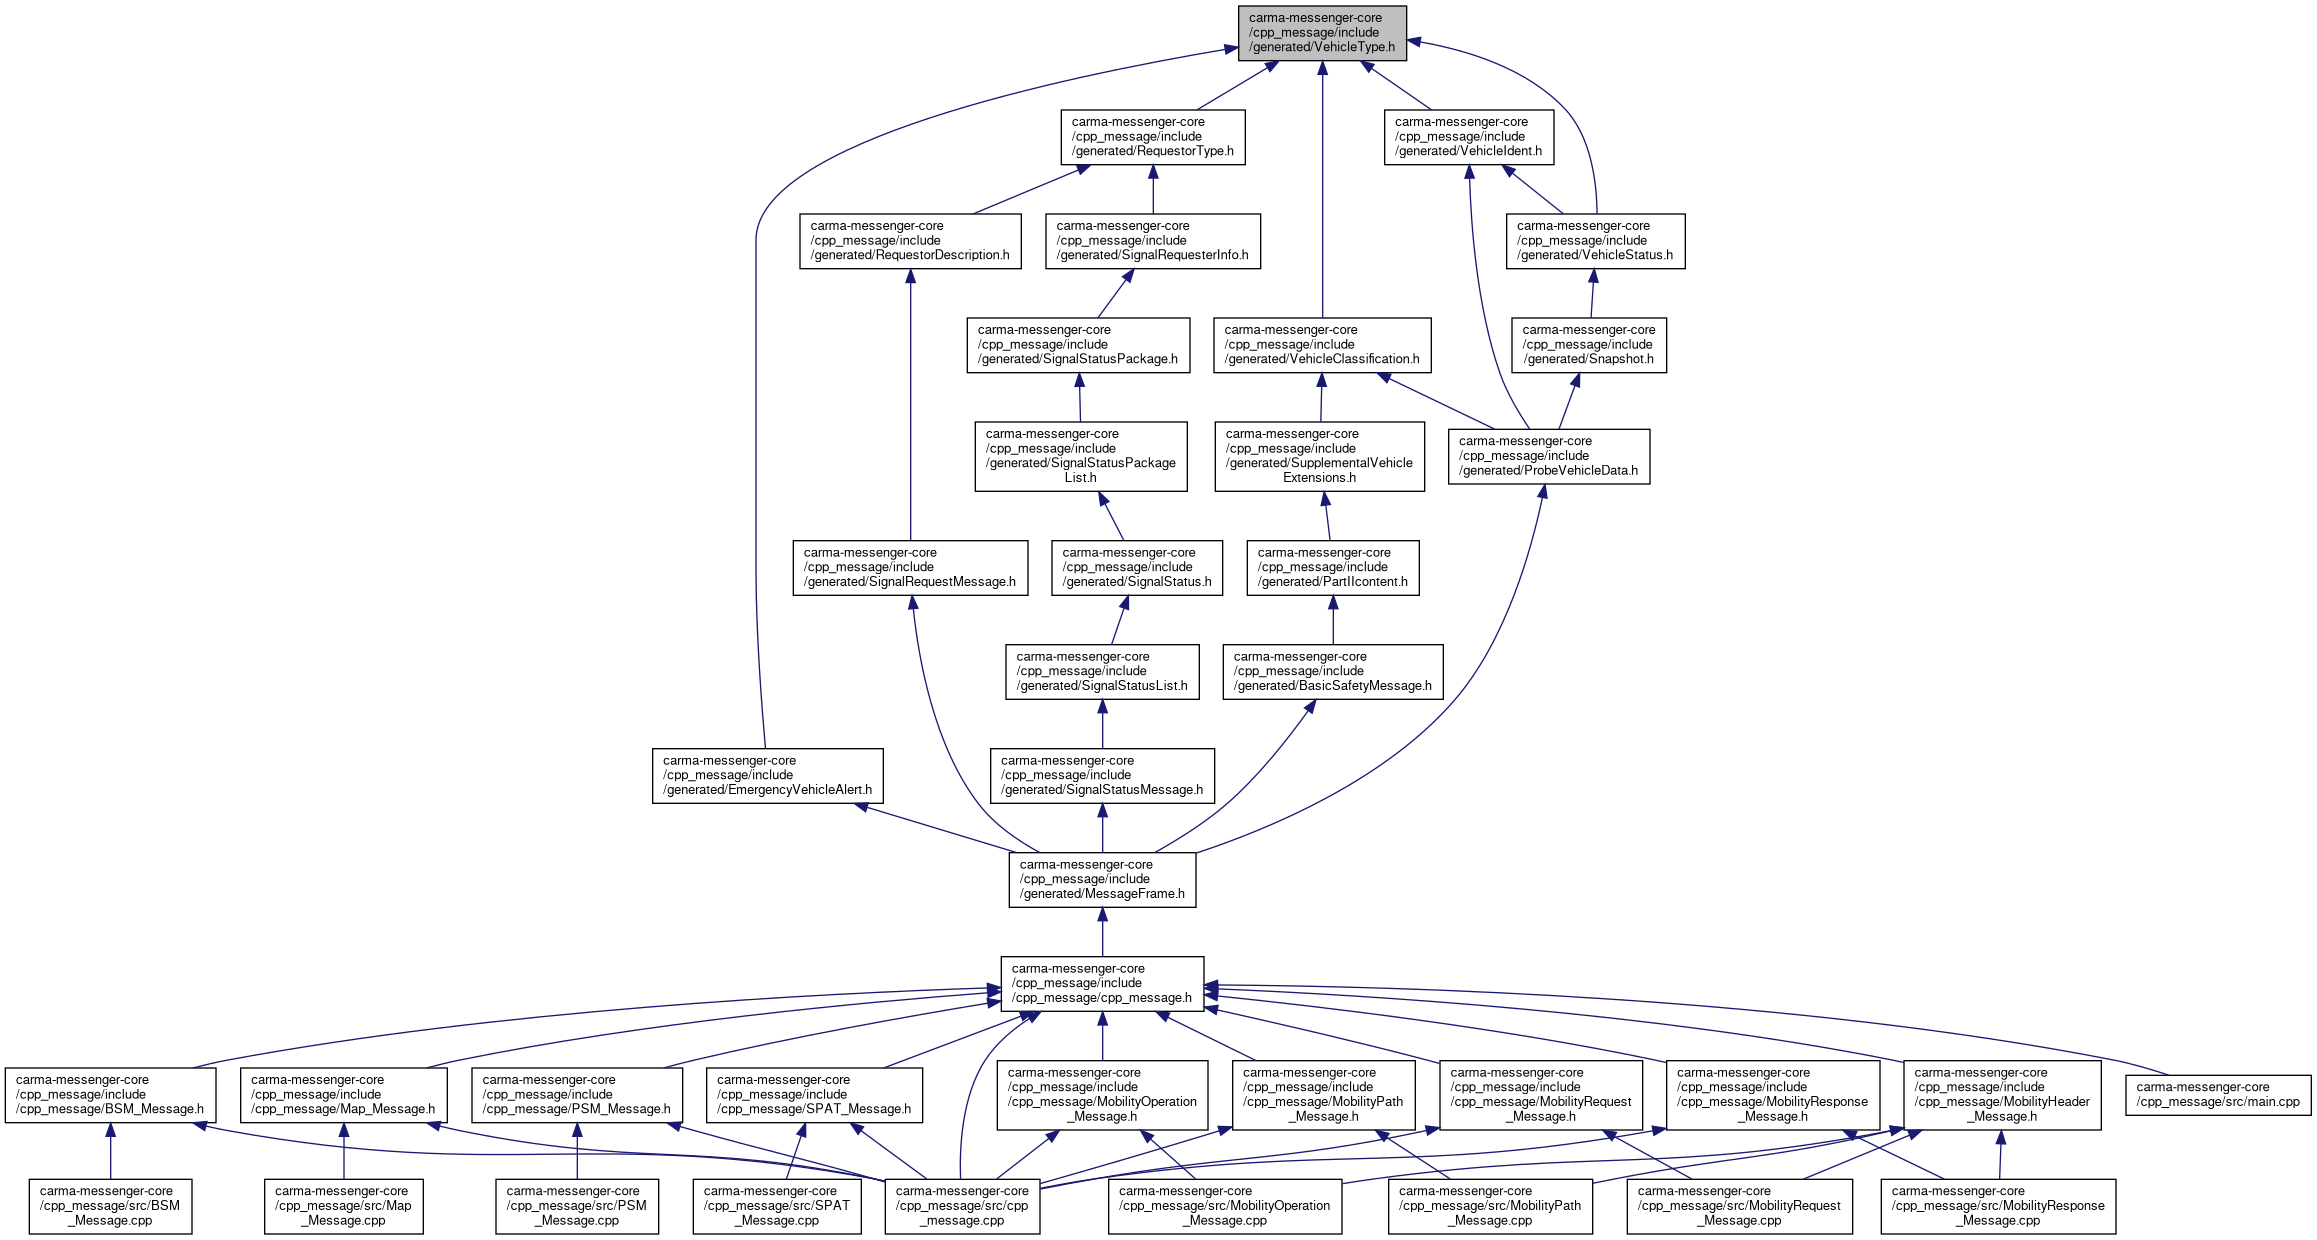 carma-messenger-core
/cpp_message/include
/generated/VehicleType.h
carma-messenger-core
/cpp_message/include
/generated/RequestorType.h
carma-messenger-core
/cpp_message/include
/generated/VehicleIdent.h
carma-messenger-core
/cpp_message/include
/generated/RequestorDescription.h
carma-messenger-core
/cpp_message/include
/generated/SignalRequesterInfo.h
carma-messenger-core
/cpp_message/include
/generated/VehicleStatus.h
carma-messenger-core
/cpp_message/include
/generated/SignalStatusPackage.h
carma-messenger-core
/cpp_message/include
/generated/VehicleClassification.h
carma-messenger-core
/cpp_message/include
/generated/Snapshot.h
carma-messenger-core
/cpp_message/include
/generated/SignalStatusPackage
List.h
carma-messenger-core
/cpp_message/include
/generated/SupplementalVehicle
Extensions.h
carma-messenger-core
/cpp_message/include
/generated/ProbeVehicleData.h
carma-messenger-core
/cpp_message/include
/generated/SignalRequestMessage.h
carma-messenger-core
/cpp_message/include
/generated/SignalStatus.h
carma-messenger-core
/cpp_message/include
/generated/PartIIcontent.h
carma-messenger-core
/cpp_message/include
/generated/SignalStatusList.h
carma-messenger-core
/cpp_message/include
/generated/BasicSafetyMessage.h
carma-messenger-core
/cpp_message/include
/generated/EmergencyVehicleAlert.h
carma-messenger-core
/cpp_message/include
/generated/SignalStatusMessage.h
carma-messenger-core
/cpp_message/include
/generated/MessageFrame.h
carma-messenger-core
/cpp_message/include
/cpp_message/cpp_message.h
carma-messenger-core
/cpp_message/include
/cpp_message/BSM_Message.h
carma-messenger-core
/cpp_message/include
/cpp_message/Map_Message.h
carma-messenger-core
/cpp_message/include
/cpp_message/PSM_Message.h
carma-messenger-core
/cpp_message/include
/cpp_message/SPAT_Message.h
carma-messenger-core
/cpp_message/include
/cpp_message/MobilityOperation
_Message.h
carma-messenger-core
/cpp_message/include
/cpp_message/MobilityPath
_Message.h
carma-messenger-core
/cpp_message/include
/cpp_message/MobilityRequest
_Message.h
carma-messenger-core
/cpp_message/include
/cpp_message/MobilityResponse
_Message.h
carma-messenger-core
/cpp_message/include
/cpp_message/MobilityHeader
_Message.h
carma-messenger-core
/cpp_message/src/main.cpp
carma-messenger-core
/cpp_message/src/BSM
_Message.cpp
carma-messenger-core
/cpp_message/src/Map
_Message.cpp
carma-messenger-core
/cpp_message/src/PSM
_Message.cpp
carma-messenger-core
/cpp_message/src/SPAT
_Message.cpp
carma-messenger-core
/cpp_message/src/cpp
_message.cpp
carma-messenger-core
/cpp_message/src/MobilityOperation
_Message.cpp
carma-messenger-core
/cpp_message/src/MobilityPath
_Message.cpp
carma-messenger-core
/cpp_message/src/MobilityRequest
_Message.cpp
carma-messenger-core
/cpp_message/src/MobilityResponse
_Message.cpp